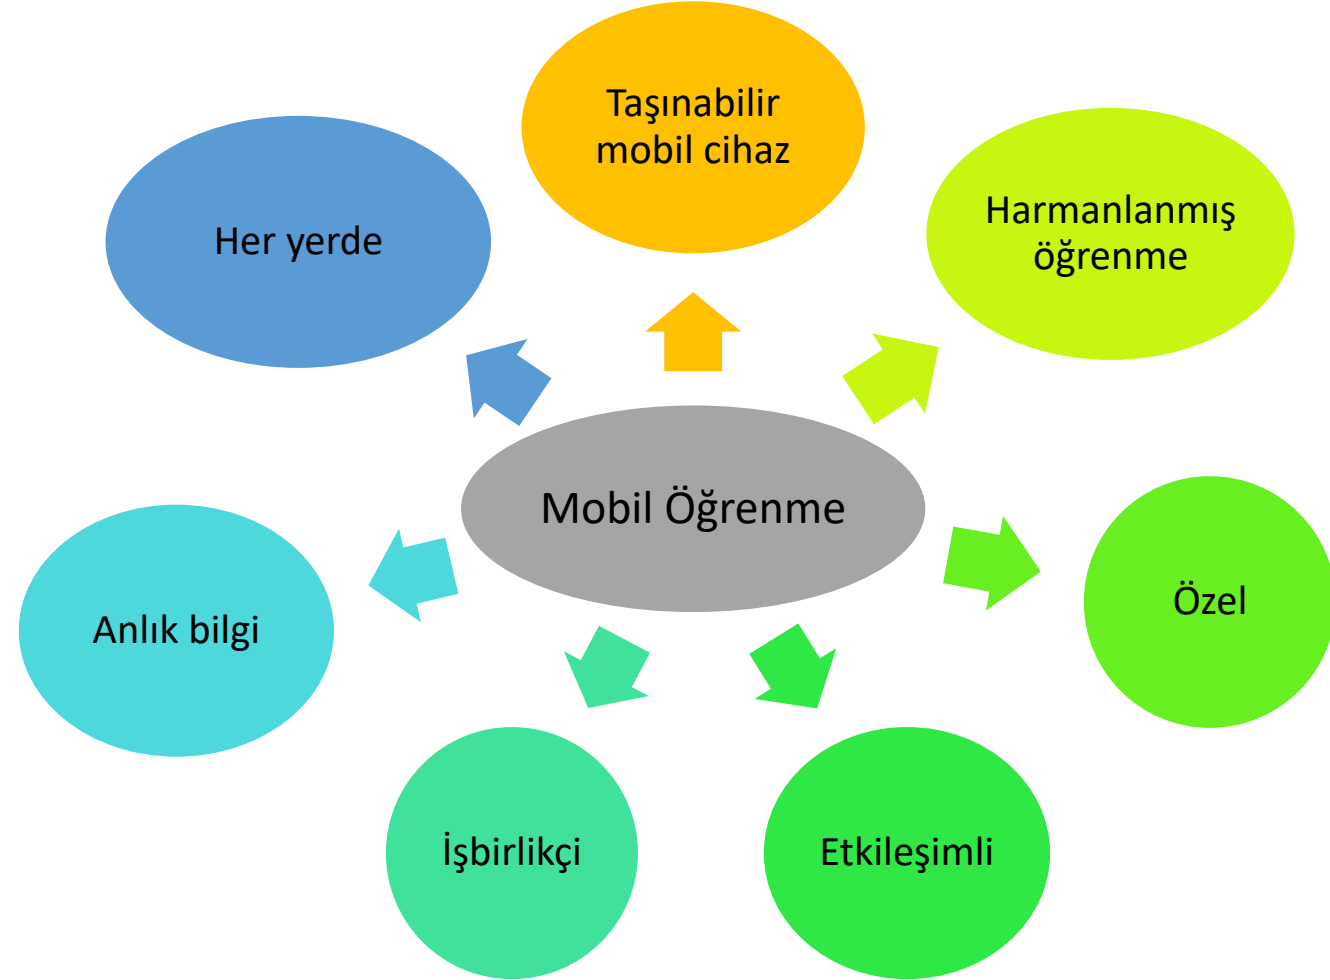 Taşınabilir
mobil cihaz
Harmanlanmış
öğrenme
Her yerde
Mobil Öğrenme
Özel
Anlık bilgi
İşbirlikçi
Etkileşimli